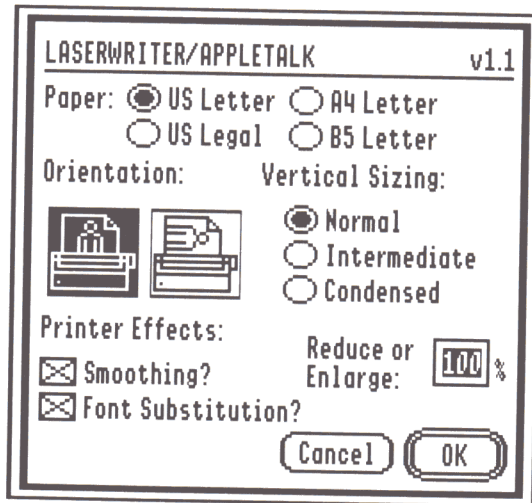 LASERWRITER/APPLETALK v1.1
Paper: US Letter A4 Letter
US Legal B5 Letter
Orientation: Vertical Sizing:
Normal
Intermediate
Condensed
Printer Effects:
Smoothing?
Font Substitution?
Reduce or
Enlarge: 100 %
Cancel OK